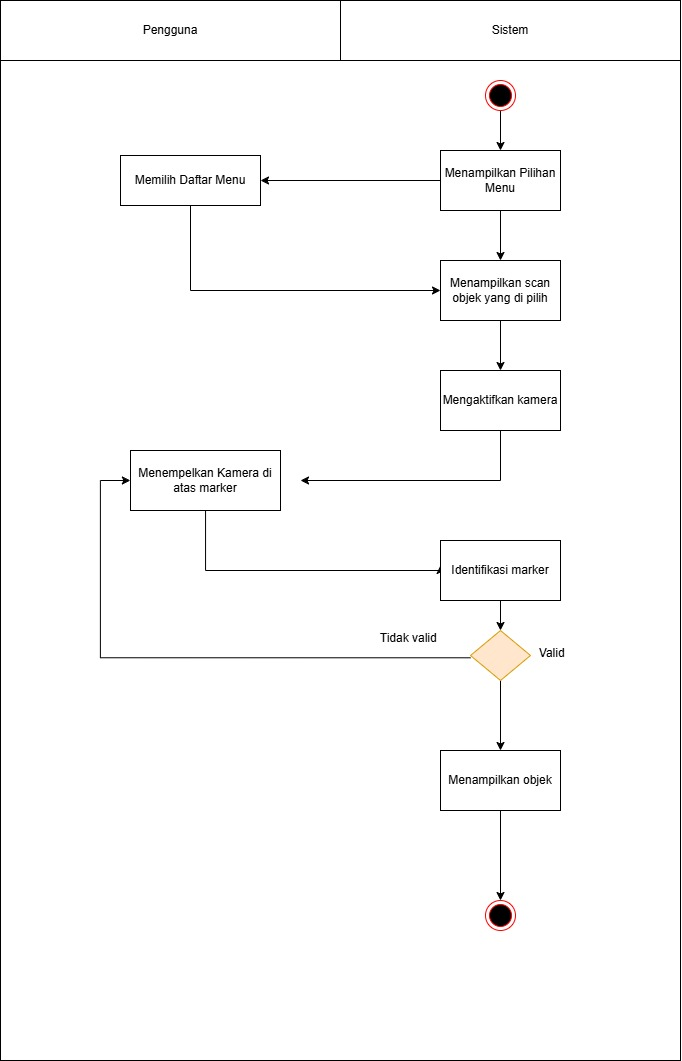 Pengguna
Sistem
Menampilkan Pilihan
Menu
Memilih Daftar Menu
Menampilkan scan
objek yang di pilih
Mengaktifkan kamera
Menempelkan Kamera di
atas marker
Identifikasi marker
Tidak valid
Valid
Menampilkan objek